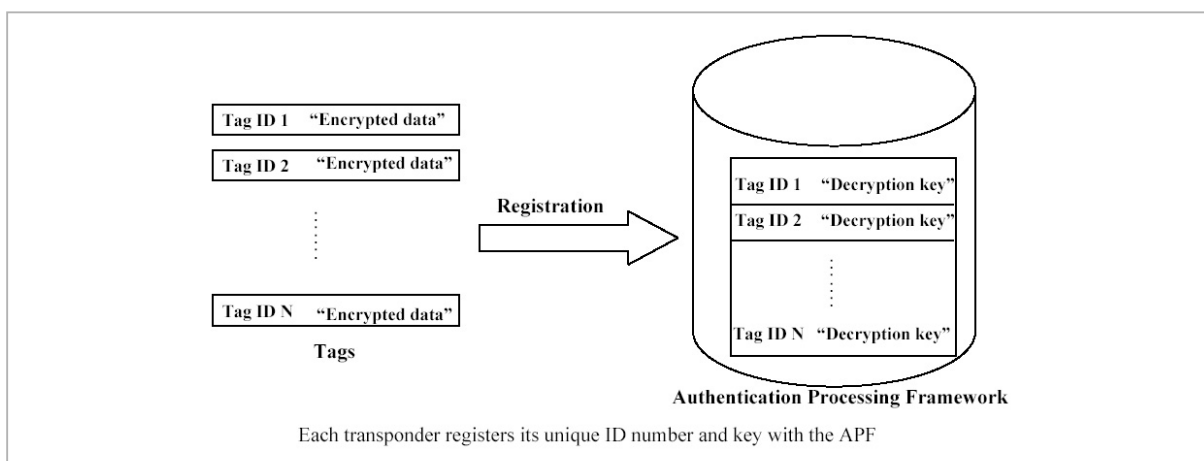 Tag ID 1 “Encrypted data”
Tag ID 2 “Encrypted data”
Tag ID N “Encrypted data”
Tags
Registration
Tag ID 1 “Decryption key”
Tag ID 2 “Decryption key”
Tag ID N “Decryption key”
Authentication Processing Framework
Each transponder registers its unique ID number and key with the APF